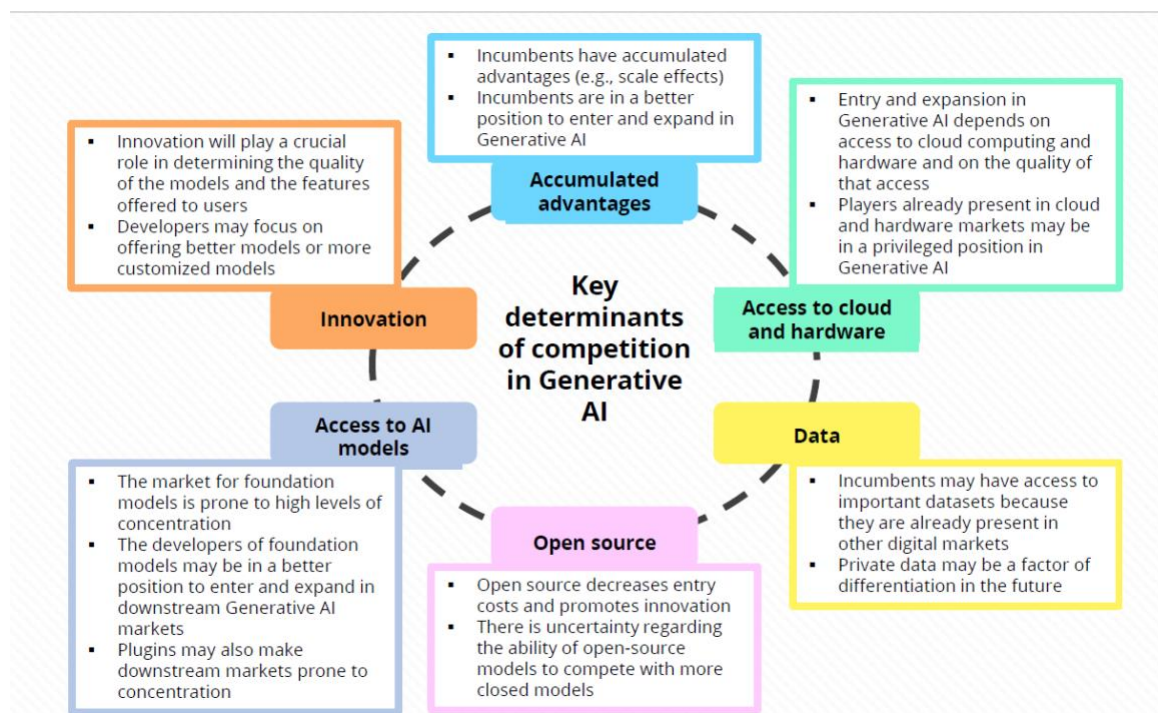 ▪ Incumbents have accumulated
advantages (e.g., scale effects)
▪ Incumbents are in a better
position to enter and expand in
Generative AI
Accumulated
advantages
▪ Entry and expansion in
Generative AI depends on
access to cloud computing and
hardware and on the quality of
that access
▪ Players already present in cloud
and hardware markets may be
in a privileged position in
Generative AI
Access to cloud
and hardware
▪ Innovation will play a crucial
role in determining the quality
of the models and the features
offered to users
▪ Developers may focus on
offering better models or more
customized models
Innovation
Key
determinants
of competition
in Generative
AI
Access to AI
models
▪ The market for foundation
models is prone to high levels of
concentration
▪ The developers of foundation
models may be in a better
position to enter and expand in
downstream Generative AI
markets
▪ Plugins may also make
downstream markets prone to
concentration
Data
▪ Incumbents may have access to
important datasets because
they are already present in
other digital markets
▪ Private data may be a factor of
differentiation in the future
Open source
▪ Open source decreases entry
costs and promotes innovation
▪ There is uncertainty regarding
the ability of open-source
models to compete with more
closed models